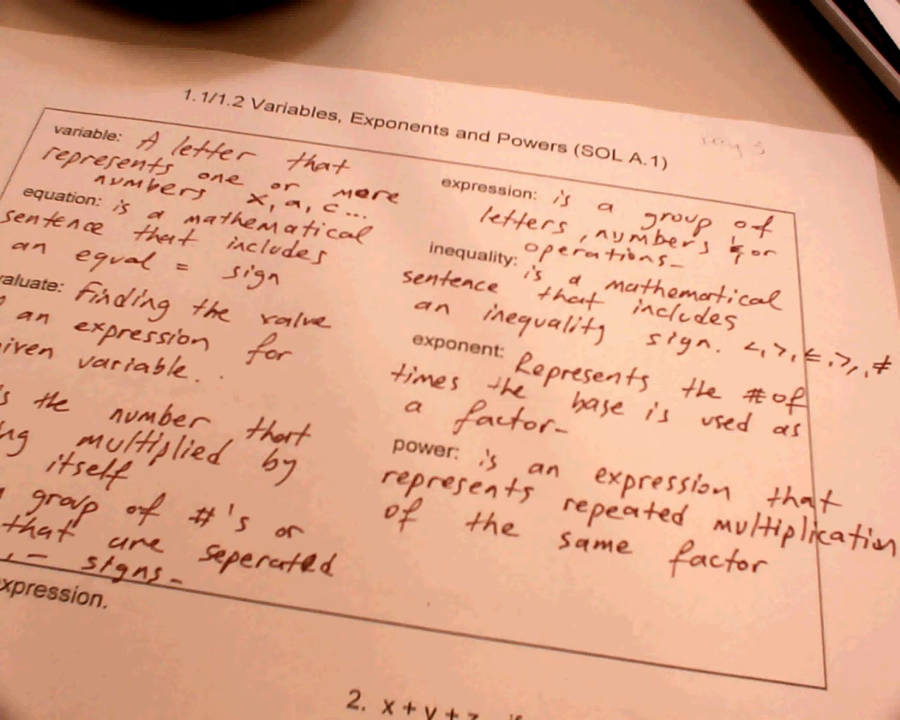 1.1/1.2 Variables, Exponents and Powers (SOL A.1)
variable: A letter that
represents one or more
numbers x, a, c...
equation: is a mathematical
sentence that includes
an equal = sign
aluate: Finding the value
an expression for
iven variable..
s the number that
ng multiplied by
itself
group of #'s or
that are seperated
+ - signs-
expression: is a group of
letters, numbers & or
operations-
inequality: is a mathematical
sentence that includes
an inequality sign. <, >, ≤, ≥, ≠
exponent: Represents the # of
times the base is used as
a factor-
power: is an expression that
represents repeated multiplication
of the same factor
xpression.
2. x + y + z